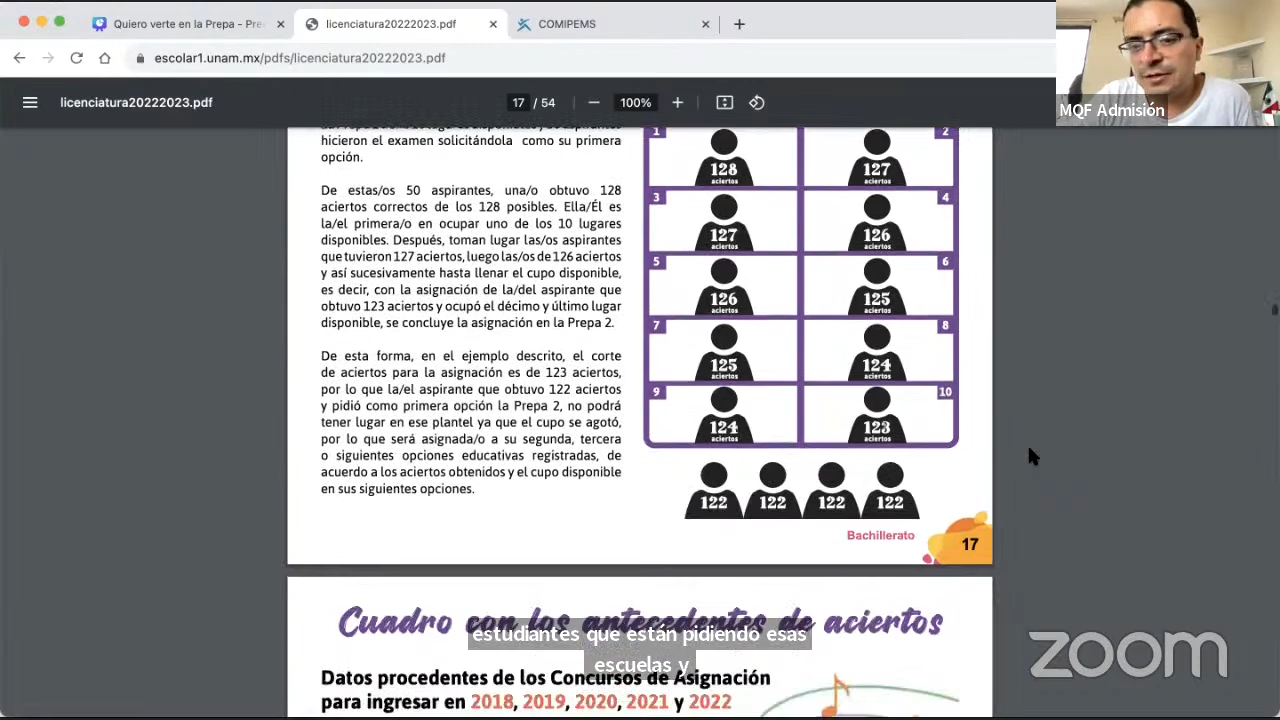 Quiero verte en la Prepa - Pre
licenciatura20222023.pdf
COMIPEMS
escolar1.unam.mx/pdfs/licenciatura20222023.pdf
licenciatura20222023.pdf
17 / 54
100%
MQF Admisión
hicieron el examen solicitándola como su primera
opción.
De estas/os 50 aspirantes, una/o obtuvo 128
aciertos correctos de los 128 posibles. Ella/Él es
la/el primera/o en ocupar uno de los 10 lugares
disponibles. Después, toman lugar las/os aspirantes
que tuvieron 127 aciertos, luego las/os de 126 aciertos
y así sucesivamente hasta llenar el cupo disponible,
es decir, con la asignación de la/del aspirante que
obtuvo 123 aciertos y ocupó el décimo y último lugar
disponible, se concluye la asignación en la Prepa 2.
De esta forma, en el ejemplo descrito, el corte
de aciertos para la asignación es de 123 aciertos,
por lo que la/el aspirante que obtuvo 122 aciertos
y pidió como primera opción la Prepa 2, no podrá
tener lugar en ese plantel ya que el cupo se agotó,
por lo que será asignada/o a su segunda, tercera
o siguientes opciones educativas registradas, de
acuerdo a los aciertos obtenidos y el cupo disponible
en sus siguientes opciones.
1 2
128 127
aciertos aciertos
3 4
127 126
aciertos aciertos
5 6
126 125
aciertos aciertos
7 8
125 124
aciertos aciertos
9 10
124 123
aciertos aciertos
122 122 122 122
Bachillerato
17
Cuadro con los antecedentes de aciertos
estudiantes que están pidiendo esas
escuelas y
Datos procedentes de los Concursos de Asignación
para ingresar en 2018, 2019, 2020, 2021 y 2022
zoom